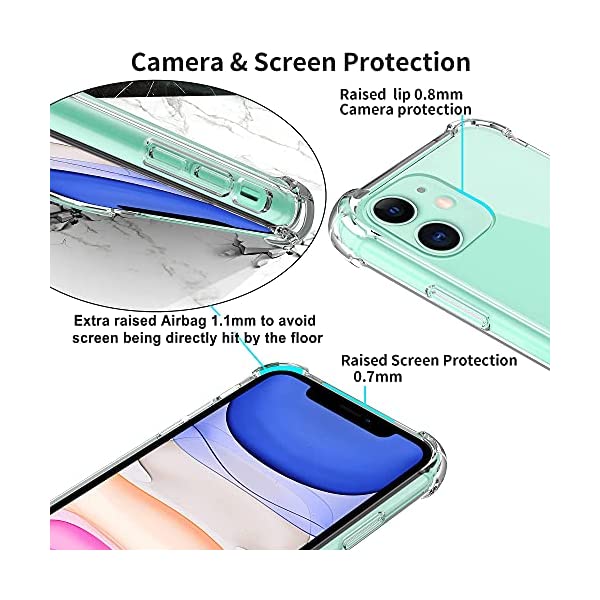 Camera & Screen Protection
Raised lip 0.8mm
Camera protection
Extra raised Airbag 1.1mm to avoid
screen being directly hit by the floor
Raised Screen Protection
0.7mm